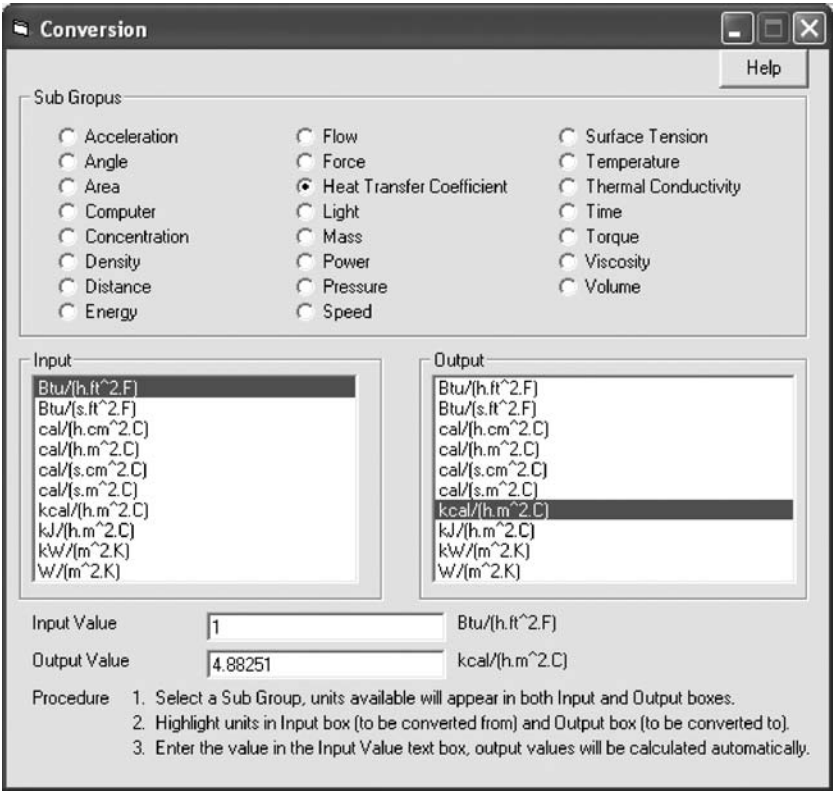 Conversion
Help
Sub Gropus
Acceleration
Angle
Area
Computer
Concentration
Density
Distance
Energy
Flow
Force
Heat Transfer Coefficient
Light
Mass
Power
Pressure
Speed
Surface Tension
Temperature
Thermal Conductivity
Time
Torque
Viscosity
Volume
Input
Btu/(h.ft^2.F)
Btu/(s.ft^2.F)
cal/(h.cm^2.C)
cal/(h.m^2.C)
cal/(s.cm^2.C)
cal/(s.m^2.C)
kcal/(h.m^2.C)
kJ/(h.m^2.C)
kW/(m^2.K)
W/(m^2.K)
Output
Btu/(h.ft^2.F)
Btu/(s.ft^2.F)
cal/(h.cm^2.C)
cal/(h.m^2.C)
cal/(s.cm^2.C)
cal/(s.m^2.C)
kcal/(h.m^2.C)
kJ/(h.m^2.C)
kW/(m^2.K)
W/(m^2.K)
Input Value 1 Btu/(h.ft^2.F)
Output Value 4.88251 kcal/(h.m^2.C)
Procedure 1. Select a Sub Group, units available will appear in both Input and Output boxes.
2. Highlight units in Input box (to be converted from) and Output box (to be converted to).
3. Enter the value in the Input Value text box, output values will be calculated automatically.